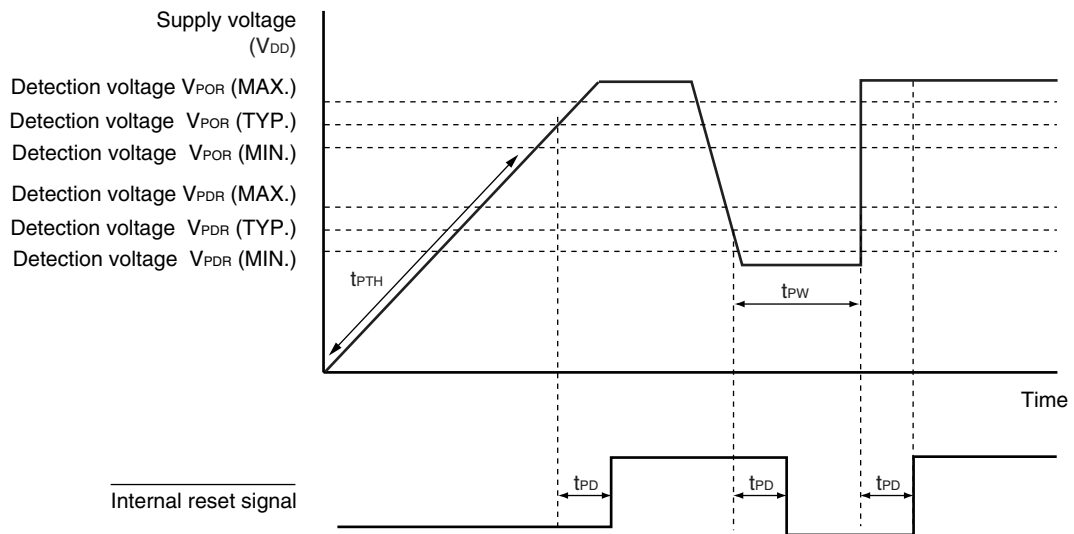 Supply voltage
(VDD)
Detection voltage VPOR (MAX.)
Detection voltage VPOR (TYP.)
Detection voltage VPOR (MIN.)
Detection voltage VPDR (MAX.)
Detection voltage VPDR (TYP.)
Detection voltage VPDR (MIN.)
tPTH
tPW
Time
tPD
tPD
tPD
Internal reset signal